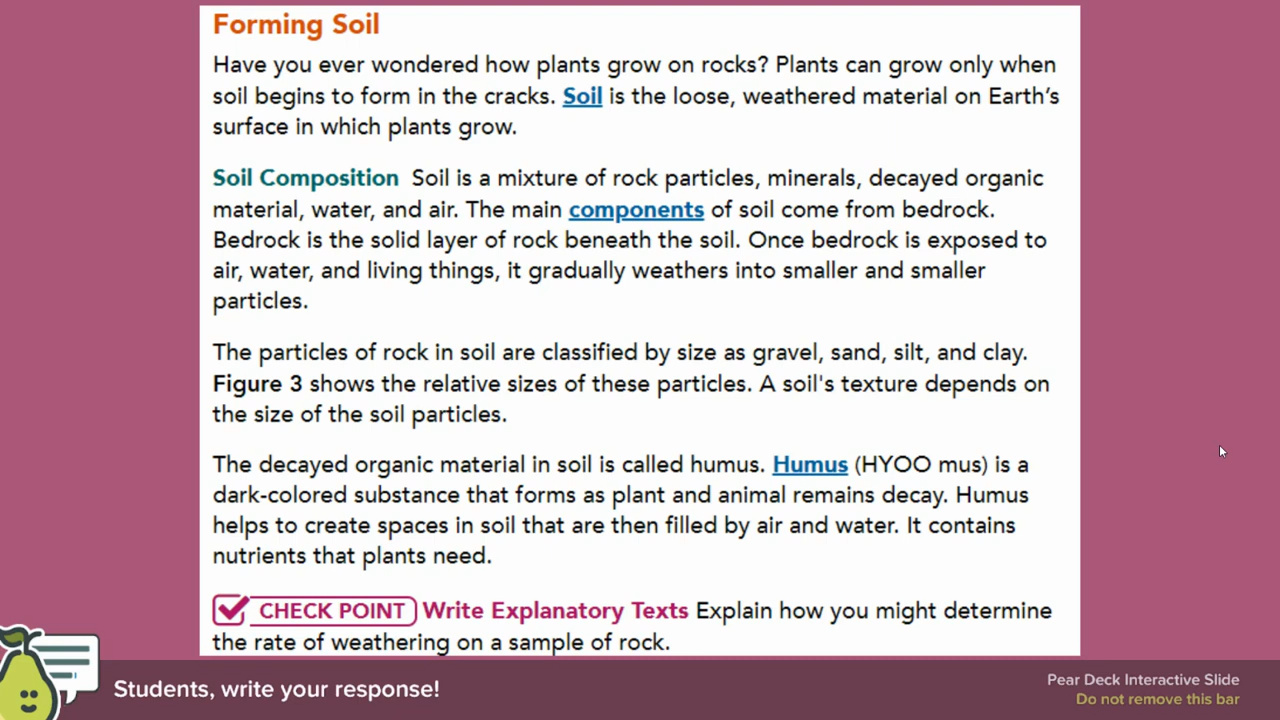 Forming Soil
Have you ever wondered how plants grow on rocks? Plants can grow only when
soil begins to form in the cracks. Soil is the loose, weathered material on Earth's
surface in which plants grow.
Soil Composition Soil is a mixture of rock particles, minerals, decayed organic
material, water, and air. The main components of soil come from bedrock.
Bedrock is the solid layer of rock beneath the soil. Once bedrock is exposed to
air, water, and living things, it gradually weathers into smaller and smaller
particles.
The particles of rock in soil are classified by size as gravel, sand, silt, and clay.
Figure 3 shows the relative sizes of these particles. A soil's texture depends on
the size of the soil particles.
The decayed organic material in soil is called humus. Humus (HYOO mus) is a
dark-colored substance that forms as plant and animal remains decay. Humus
helps to create spaces in soil that are then filled by air and water. It contains
nutrients that plants need.
CHECK POINT Write Explanatory Texts Explain how you might determine
the rate of weathering on a sample of rock.
Students, write your response!
Pear Deck Interactive Slide
Do not remove this bar